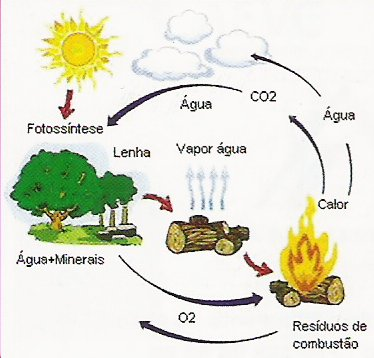 Água
CO2
Água
Fotossíntese
Lenha
Vapor água
Calor
Água+Minerais
O2
Resíduos de
combustão